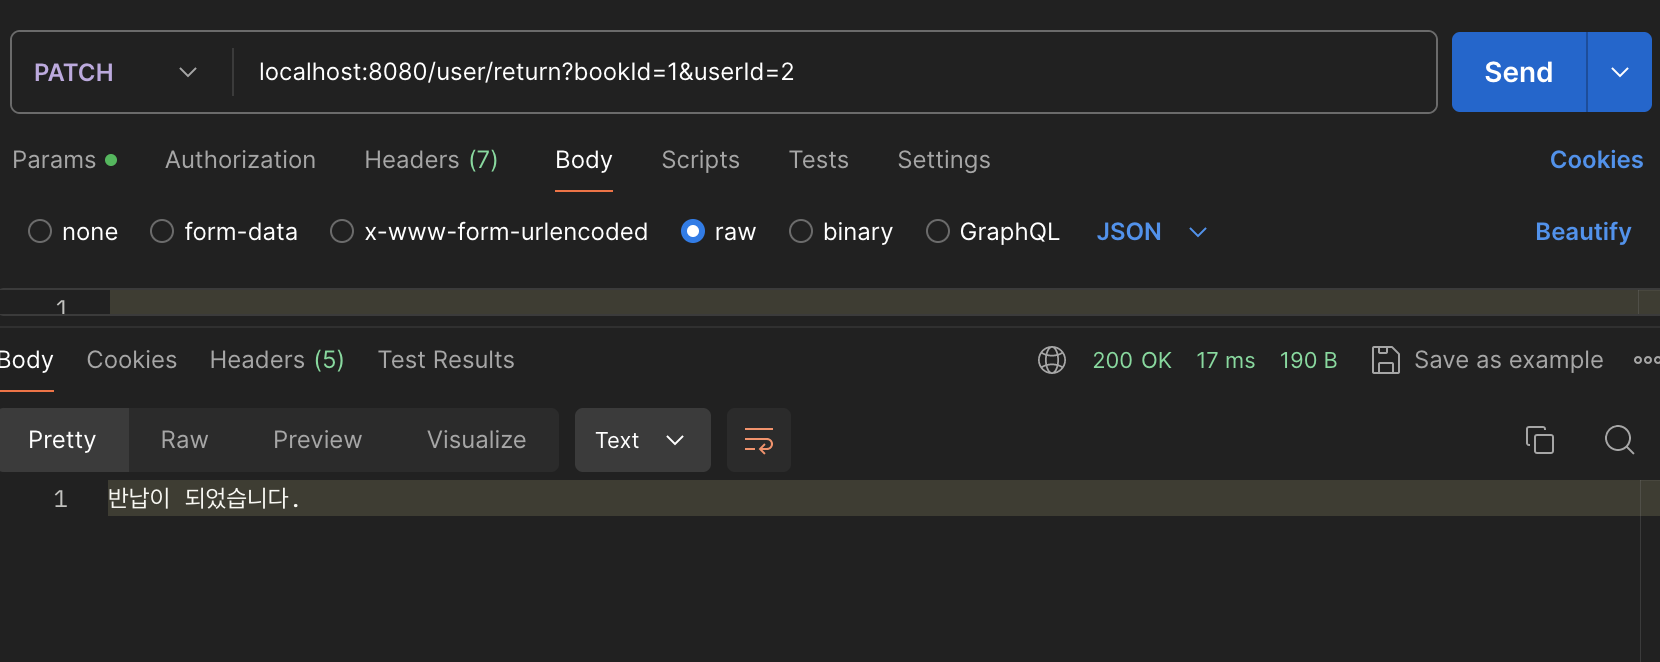 PATCH localhost:8080/user/return?bookId=1&userId=2 Send
Params Authorization Headers (7) Body Scripts Tests Settings Cookies
none form-data x-www-form-urlencoded raw binary GraphQL JSON Beautify
1
Body Cookies Headers (5) Test Results 200 OK 17 ms 190 B Save as example
Pretty Raw Preview Visualize Text
1 반납이 되었습니다.